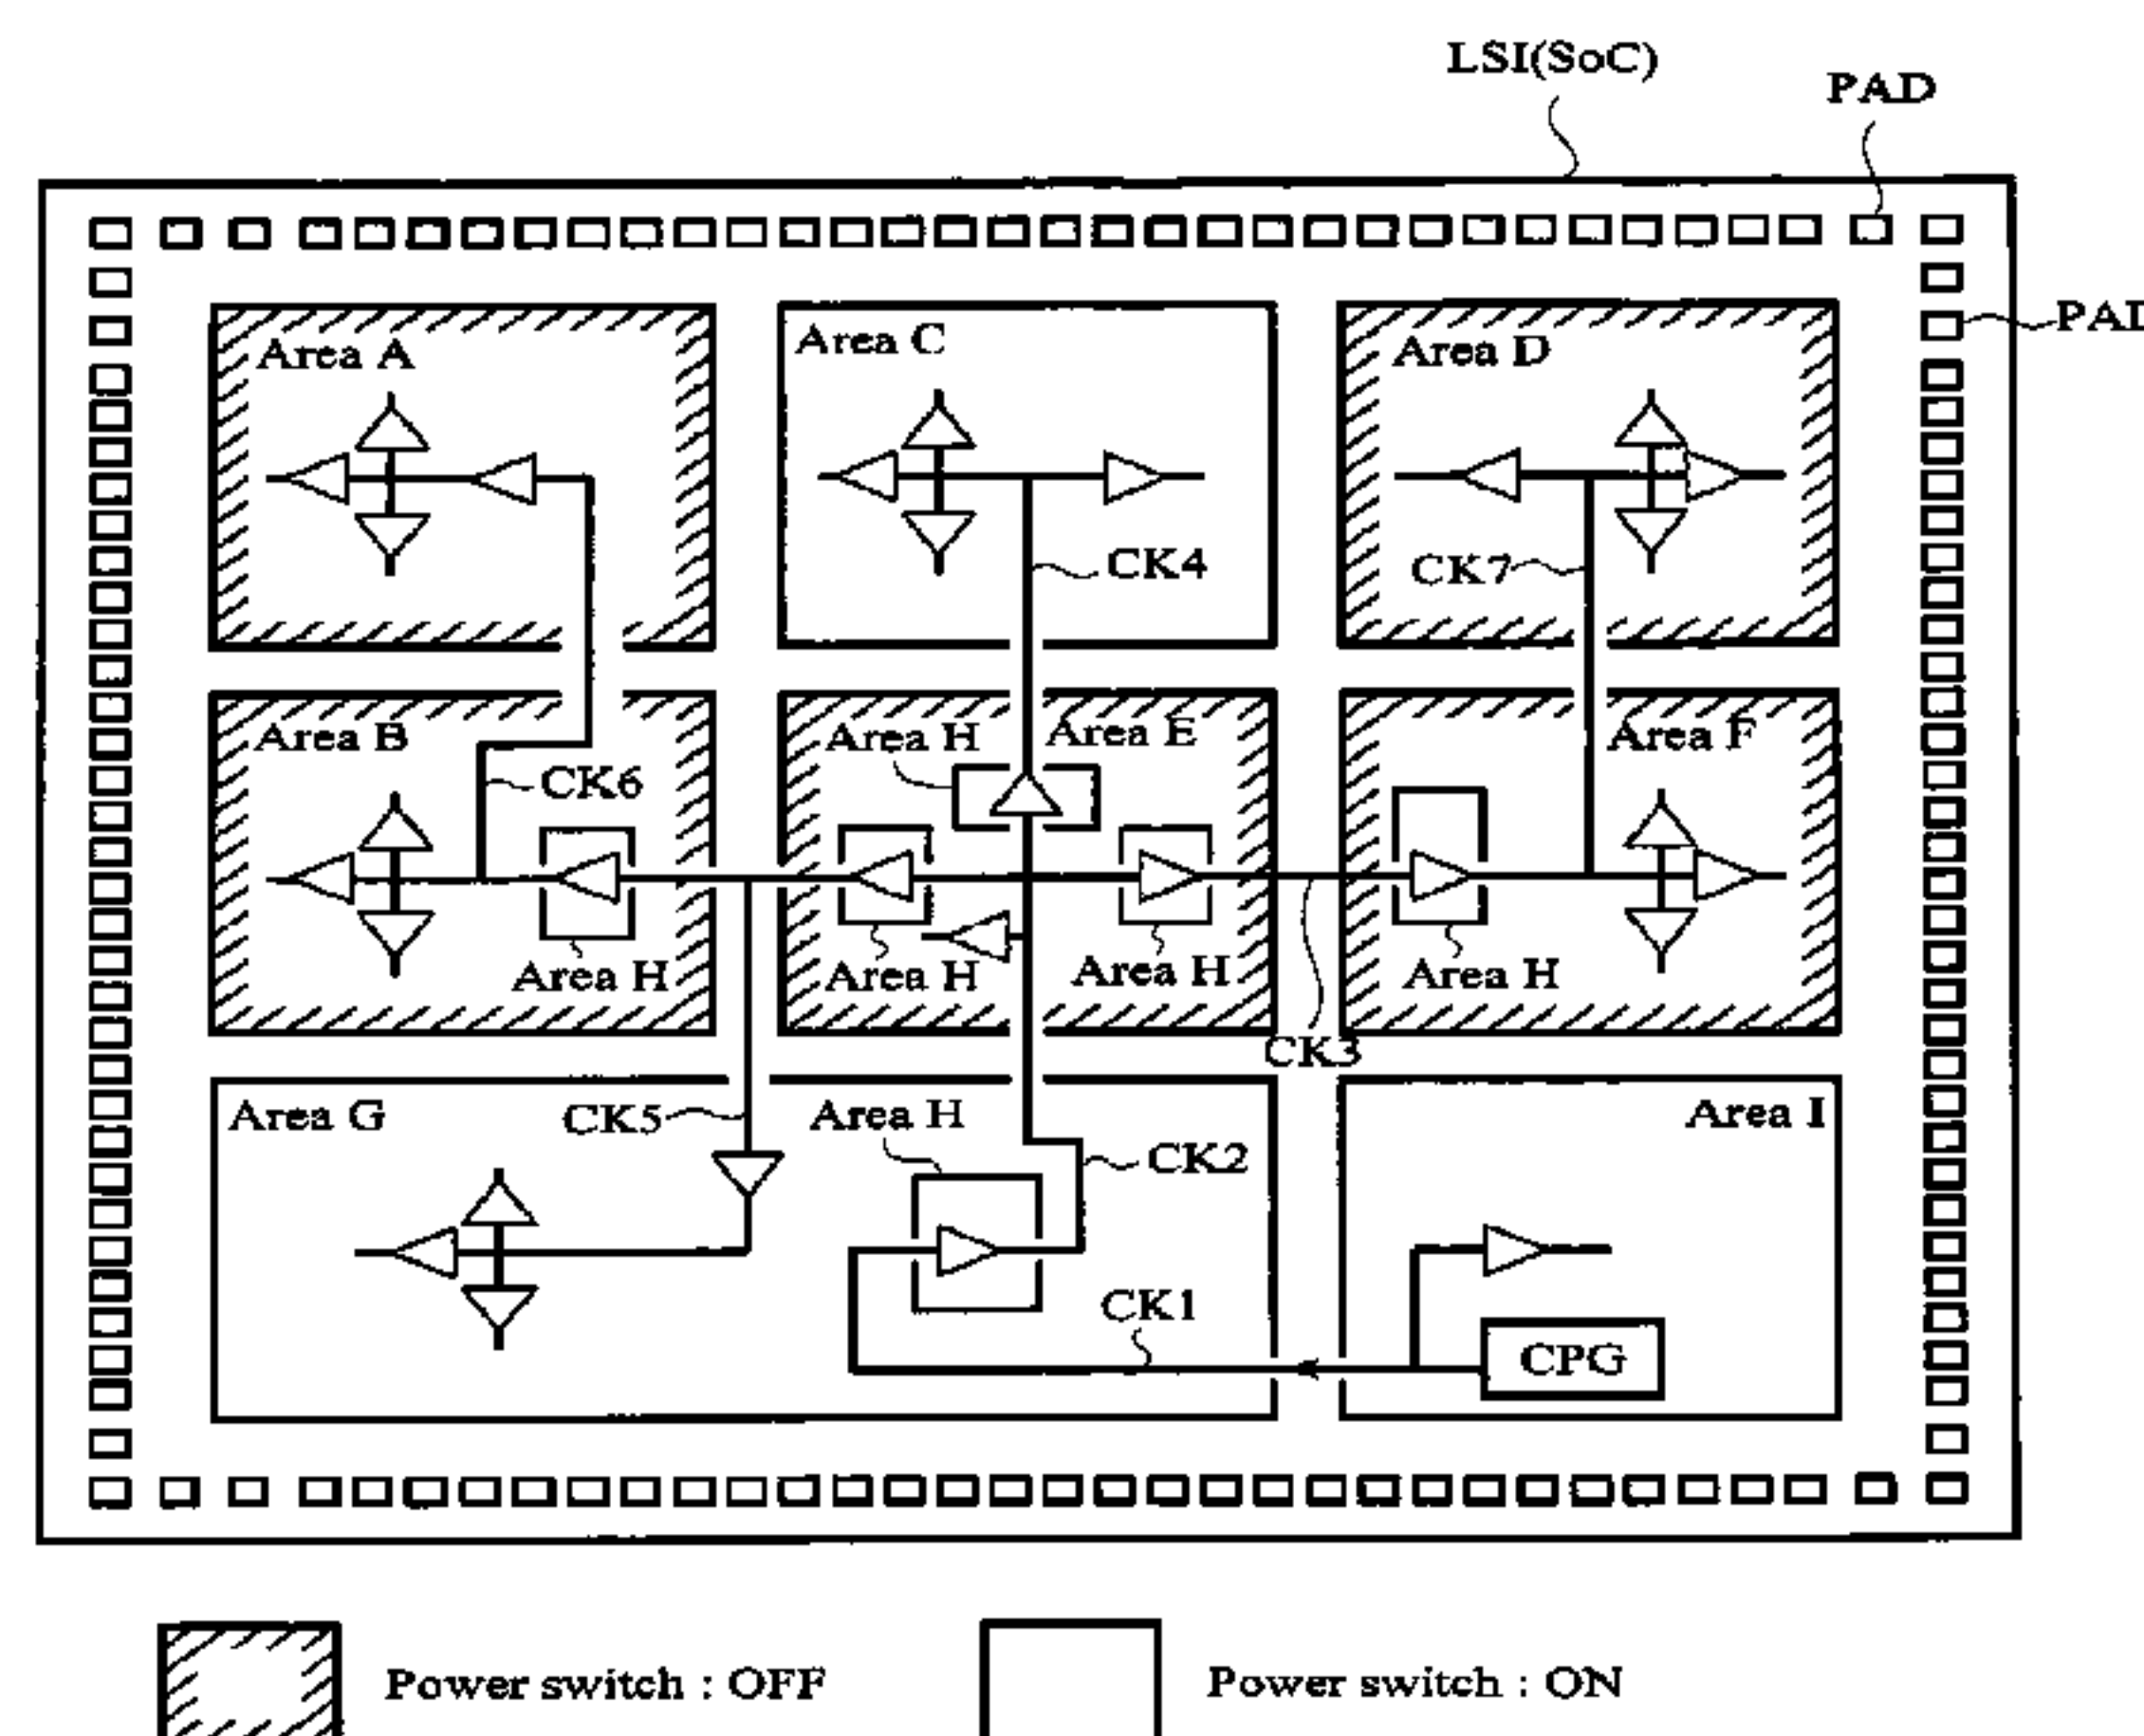 LSI(SoC)
PAD
PAD
Area A
Area C
Area D
CK4
CK7
Area B
Area H
Area E
Area F
CK6
Area H
Area H
Area H
Area H
CK3
Area G
CK5
Area H
Area I
CK2
CK1
CPG
Power switch : OFF
Power switch : ON